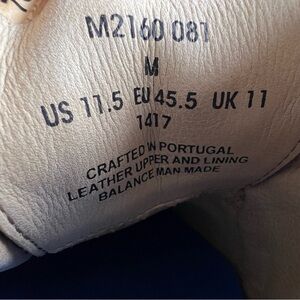 M2160 081
M
US 11.5 EU 45.5 UK 11
1417
CRAFTED IN PORTUGAL
LEATHER UPPER AND LINING
BALANCE MAN MADE